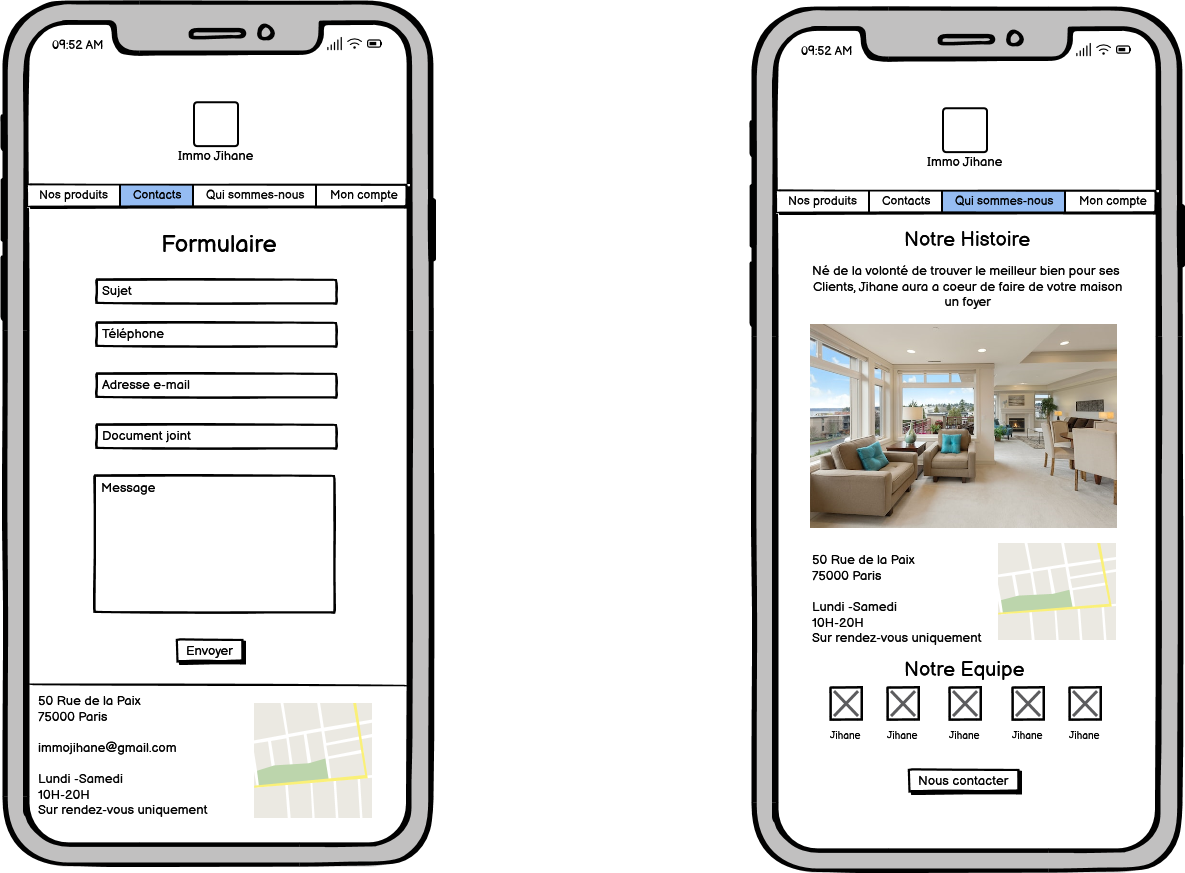 09:52 AM
Immo Jihane
Nos produits
Contacts
Qui sommes-nous
Mon compte
Formulaire
Sujet
Téléphone
Adresse e-mail
Document joint
Message
Envoyer
50 Rue de la Paix
75000 Paris
immojihane@gmail.com
Lundi -Samedi
10H-20H
Sur rendez-vous uniquement
09:52 AM
Immo Jihane
Nos produits
Contacts
Qui sommes-nous
Mon compte
Notre Histoire
Né de la volonté de trouver le meilleur bien pour ses
Clients, Jihane aura a coeur de faire de votre maison
un foyer
50 Rue de la Paix
75000 Paris
Lundi -Samedi
10H-20H
Sur rendez-vous uniquement
Notre Equipe
Jihane
Jihane
Jihane
Jihane
Jihane
Nous contacter